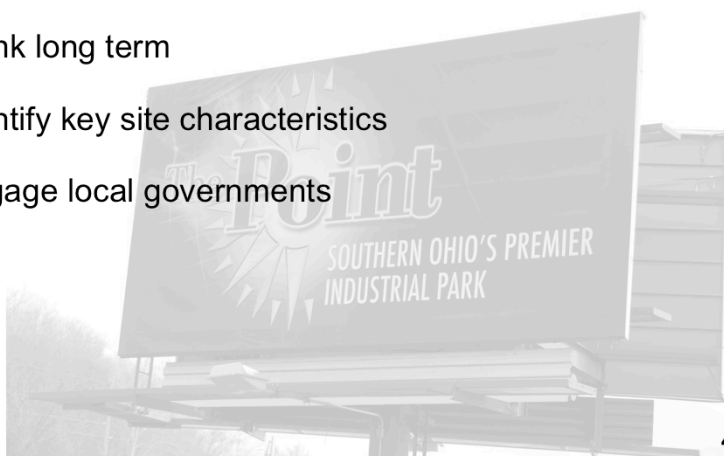 nk long term
ntify key site characteristics
gage local governments
The Point
SOUTHERN OHIO'S PREMIER
INDUSTRIAL PARK